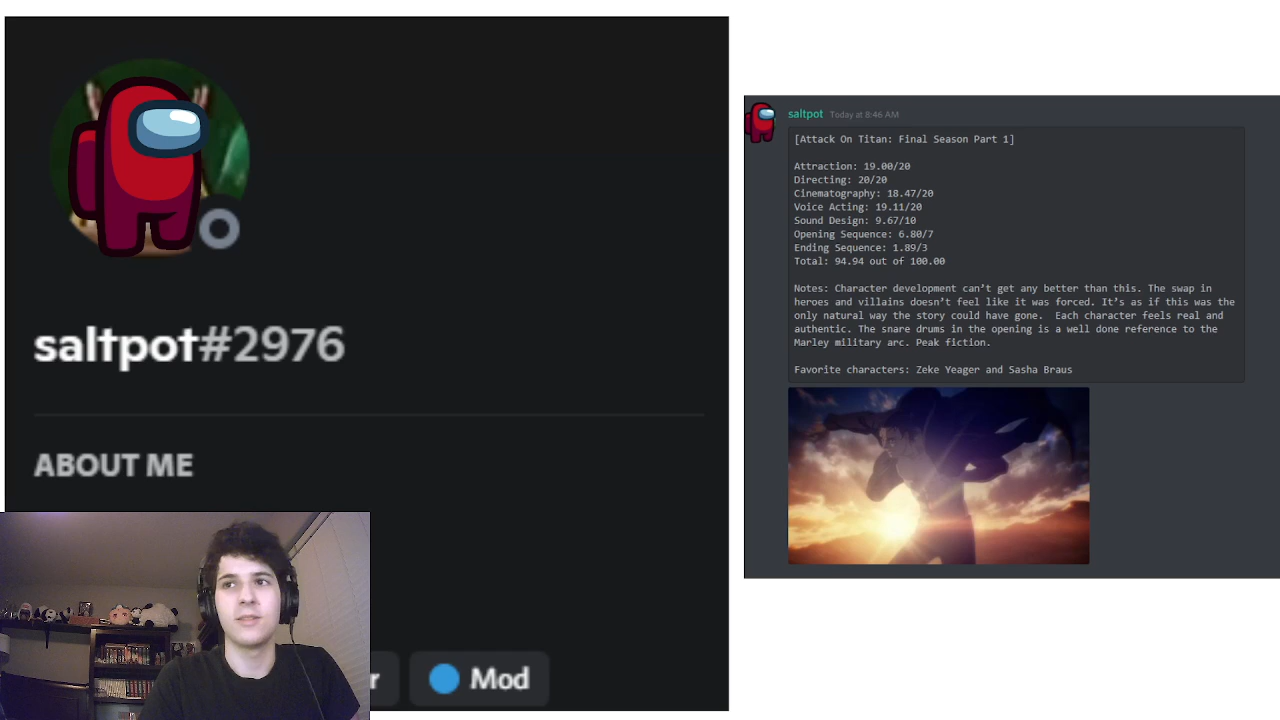 saltpot#2976
ABOUT ME
r
Mod
saltpot Today at 8:46 AM
[Attack On Titan: Final Season Part 1]
Attraction: 19.00/20
Directing: 20/20
Cinematography: 18.47/20
Voice Acting: 19.11/20
Sound Design: 9.67/10
Opening Sequence: 6.80/7
Ending Sequence: 1.89/3
Total: 94.94 out of 100.00
Notes: Character development can’t get any better than this. The swap in
heroes and villains doesn’t feel like it was forced. It’s as if this was the
only natural way the story could have gone.  Each character feels real and
authentic. The snare drums in the opening is a well done reference to the
Marley military arc. Peak fiction.
Favorite characters: Zeke Yeager and Sasha Braus